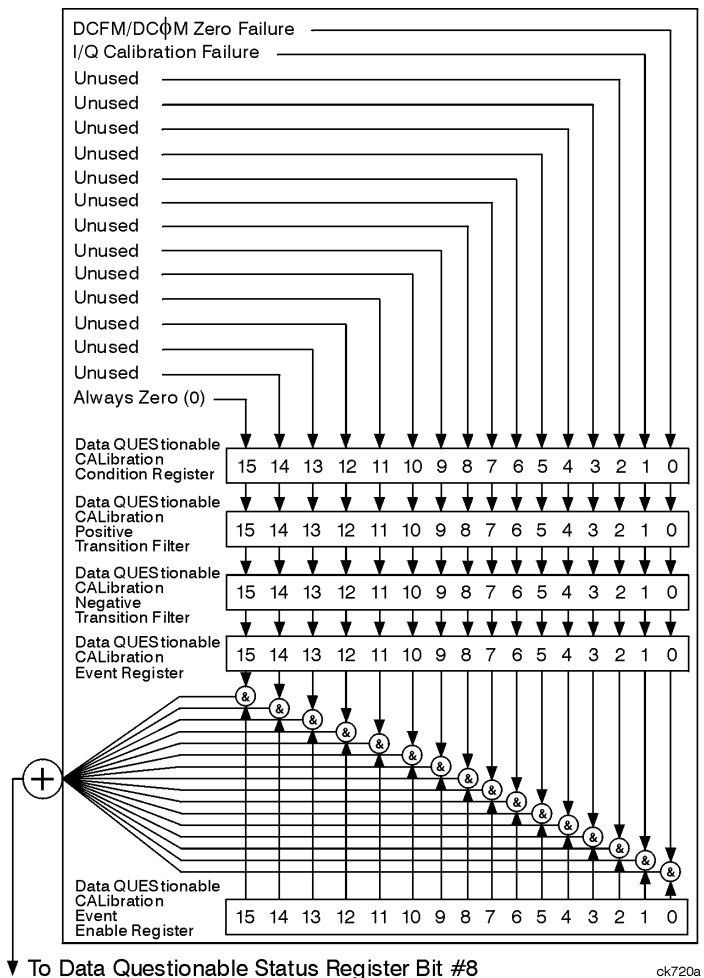 DCFM/DCϕM Zero Failure
I/Q Calibration Failure
Unused
Unused
Unused
Unused
Unused
Unused
Unused
Unused
Unused
Unused
Unused
Unused
Unused
Always Zero (0)
Data QUEStionable
CALibration
Condition Register
15 14 13 12 11 10 9 8 7 6 5 4 3 2 1 0
Data QUEStionable
CALibration
Positive
Transition Filter
15 14 13 12 11 10 9 8 7 6 5 4 3 2 1 0
Data QUEStionable
CALibration
Negative
Transition Filter
15 14 13 12 11 10 9 8 7 6 5 4 3 2 1 0
Data QUEStionable
CALibration
Event Register
15 14 13 12 11 10 9 8 7 6 5 4 3 2 1 0
& & & & & & & & & & & & & & & &
+
Data QUEStionable
CALibration
Event
Enable Register
15 14 13 12 11 10 9 8 7 6 5 4 3 2 1 0
To Data Questionable Status Register Bit #8
ck720a